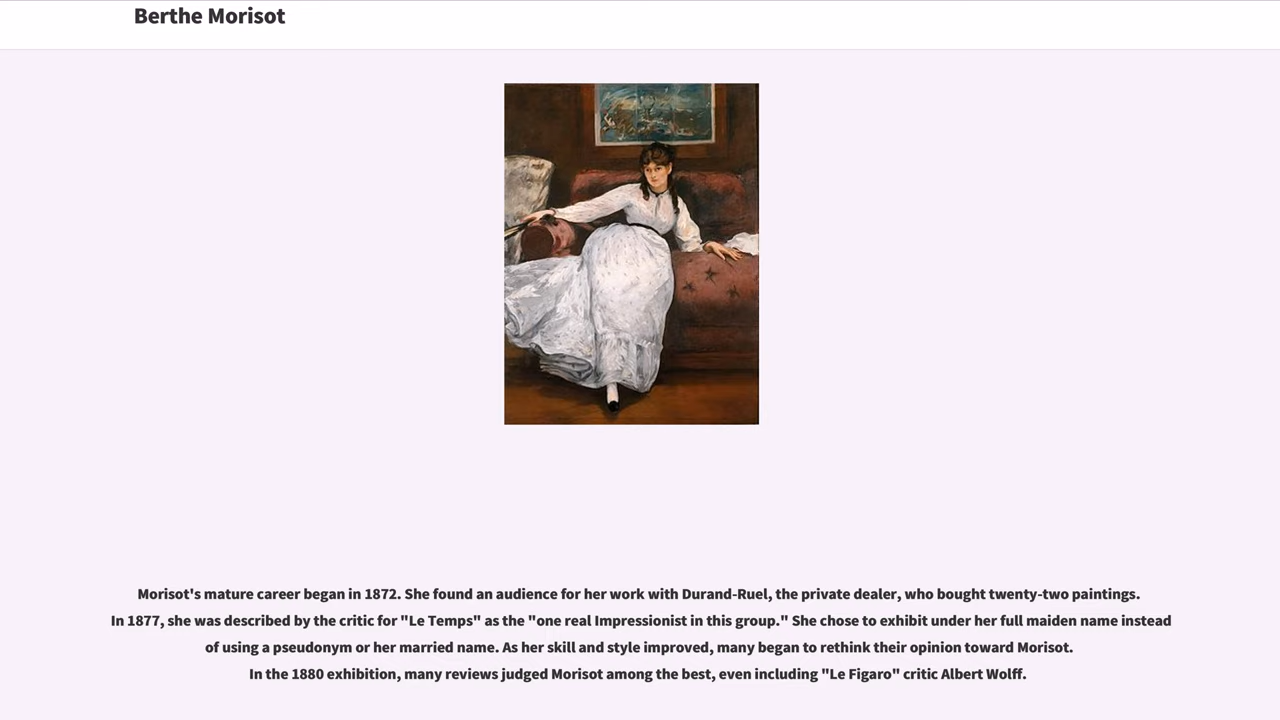 Berthe Morisot
Morisot's mature career began in 1872. She found an audience for her work with Durand-Ruel, the private dealer, who bought twenty-two paintings.
In 1877, she was described by the critic for "Le Temps" as the "one real Impressionist in this group." She chose to exhibit under her full maiden name instead
of using a pseudonym or her married name. As her skill and style improved, many began to rethink their opinion toward Morisot.
In the 1880 exhibition, many reviews judged Morisot among the best, even including "Le Figaro" critic Albert Wolff.